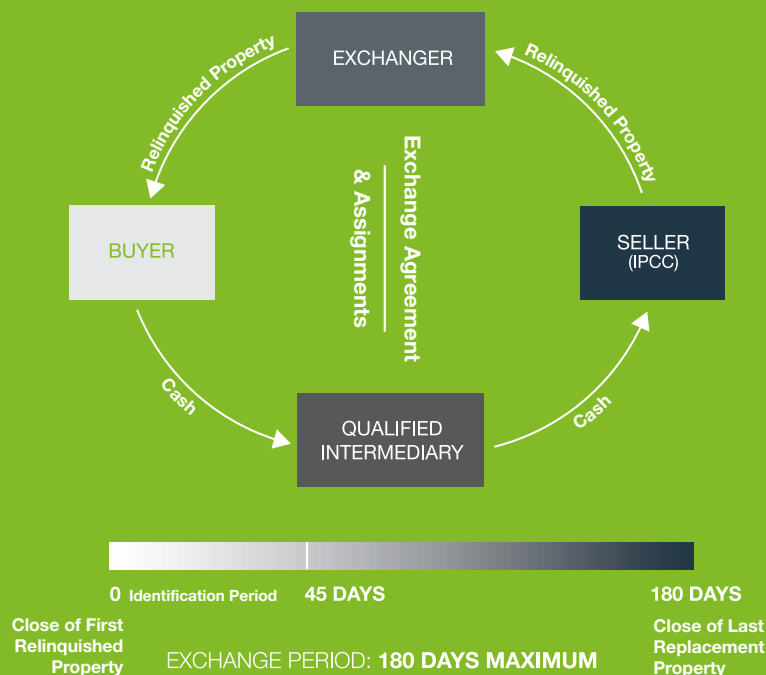 EXCHANGER
Relinquished Property
Relinquished Property
Exchange Agreement
& Assignments
BUYER
SELLER
(IPCC)
Cash
Cash
QUALIFIED
INTERMEDIARY
0 Identification Period 45 DAYS 180 DAYS
Close of First
Relinquished
Property
Close of Last
Replacement
Property
EXCHANGE PERIOD: 180 DAYS MAXIMUM